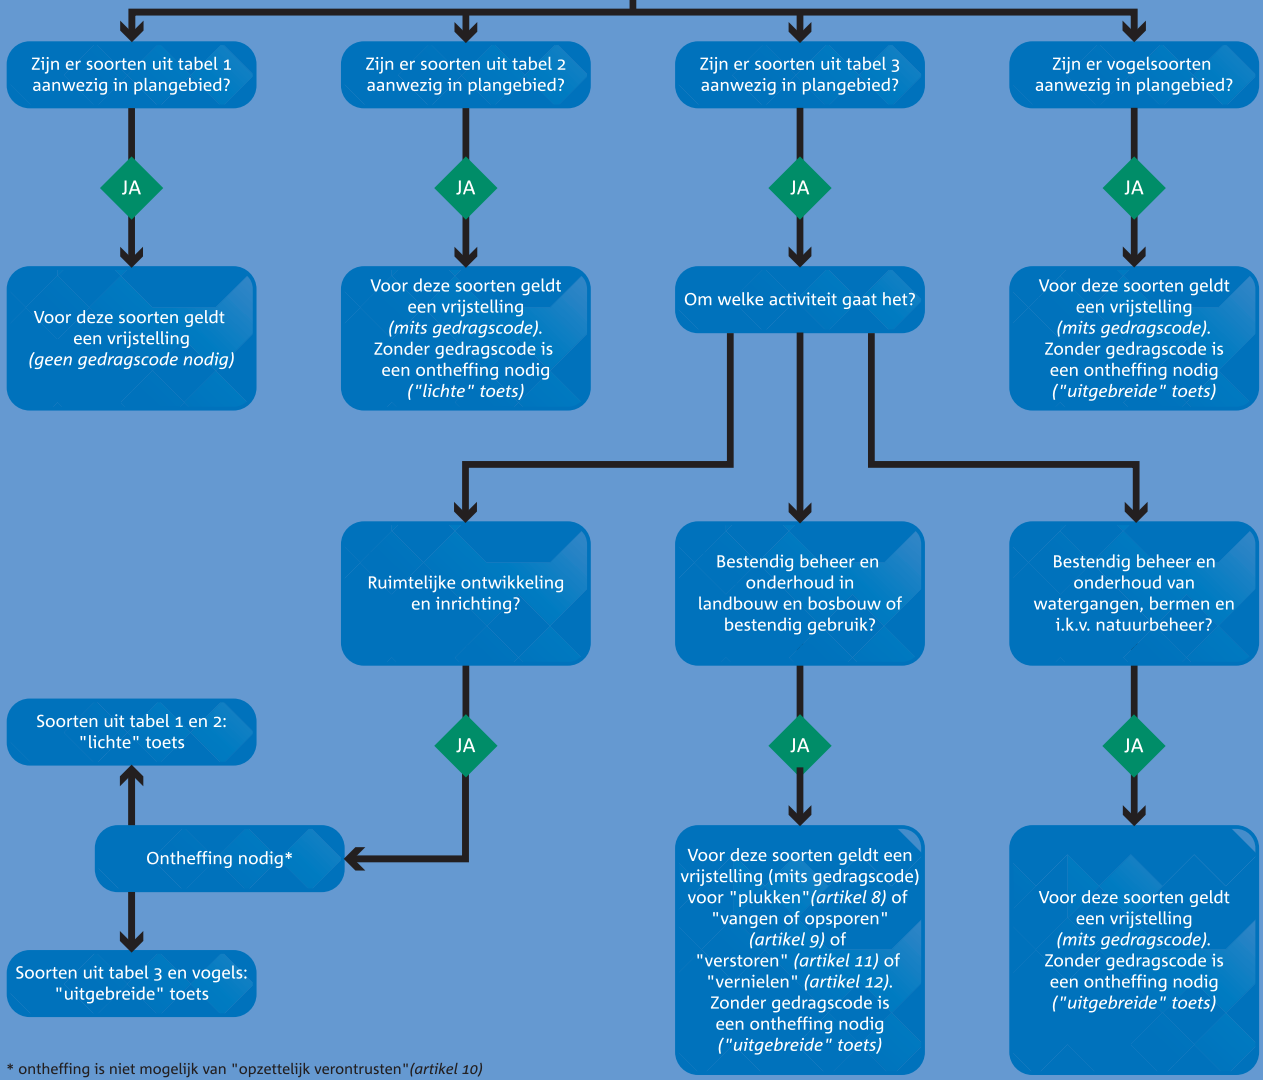 Zijn er soorten uit tabel 1
aanwezig in plangebied?
Zijn er soorten uit tabel 2
aanwezig in plangebied?
Zijn er soorten uit tabel 3
aanwezig in plangebied?
Zijn er vogelsoorten
aanwezig in plangebied?
JA
JA
JA
JA
Voor deze soorten geldt
een vrijstelling
(geen gedragscode nodig)
Voor deze soorten geldt
een vrijstelling
(mits gedragscode).
Zonder gedragscode is
een ontheffing nodig
("lichte" toets)
Om welke activiteit gaat het?
Voor deze soorten geldt
een vrijstelling
(mits gedragscode).
Zonder gedragscode is
een ontheffing nodig
("uitgebreide" toets)
Ruimtelijke ontwikkeling
en inrichting?
Bestendig beheer en
onderhoud in
landbouw en bosbouw of
bestendig gebruik?
Bestendig beheer en
onderhoud van
watergangen, bermen en
i.k.v. natuurbeheer?
JA
JA
JA
Soorten uit tabel 1 en 2:
"lichte" toets
Ontheffing nodig*
Soorten uit tabel 3 en vogels:
"uitgebreide" toets
Voor deze soorten geldt een
vrijstelling (mits gedragscode)
voor "plukken"(artikel 8) of
"vangen of opsporen"
(artikel 9) of
"verstoren" (artikel 11) of
"vernielen" (artikel 12).
Zonder gedragscode is
een ontheffing nodig
("uitgebreide" toets)
Voor deze soorten geldt
een vrijstelling
(mits gedragscode).
Zonder gedragscode is
een ontheffing nodig
("uitgebreide" toets)
* ontheffing is niet mogelijk van "opzettelijk verontrusten"(artikel 10)